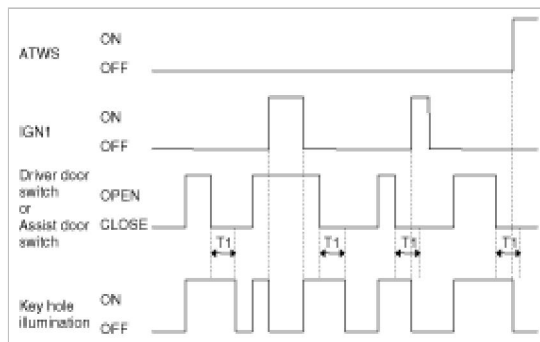 ATWS
ON
OFF
IGN1
ON
OFF
Driver door
switch
or
Assist door
switch
OPEN
CLOSE
T1
T1
T1
T1
Key hole
illumination
ON
OFF